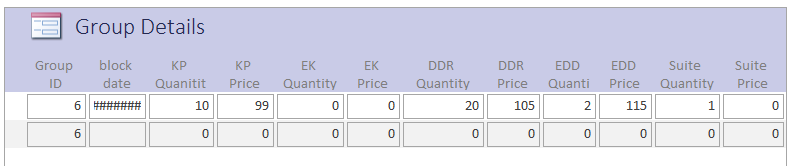 Group Details
Group block KP KP EK EK DDR DDR EDD EDD Suite Suite
ID date Quanitit Price Quantity Price Quantity Price Quanti Price Quantity Price
6 ####### 10 99 0 0 20 105 2 115 1 0
6 0 0 0 0 0 0 0 0 0 0